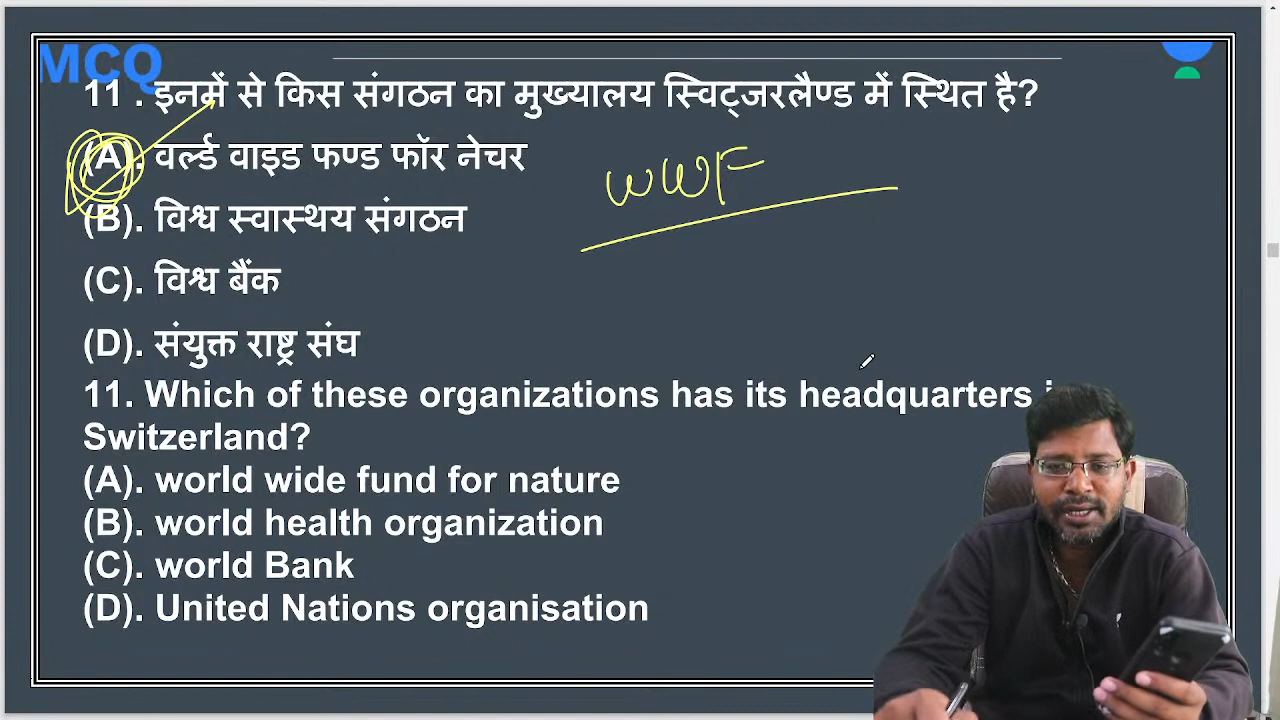 MCQ
11 . इनमें से किस संगठन का मुख्यालय स्विट्जरलैण्ड में स्थित है?
(A). वर्ल्ड वाइड फण्ड फॉर नेचर
WWF
(B). विश्व स्वास्थय संगठन
(C). विश्व बैंक
(D). संयुक्त राष्ट्र संघ
11. Which of these organizations has its headquarters
Switzerland?
(A). world wide fund for nature
(B). world health organization
(C). world Bank
(D). United Nations organisation